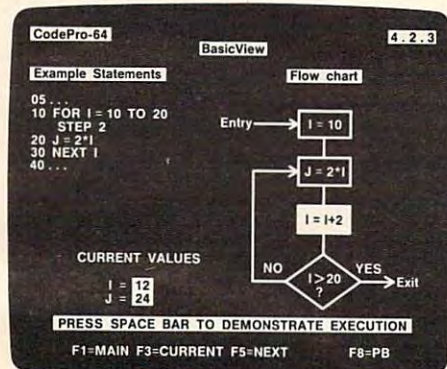 CodePro-64
4.2.3
BasicView
Example Statements
Flow chart
05...
10 FOR I = 10 TO 20
STEP 2
20 J = 2*I
30 NEXT I
40...
Entry
I = 10
J = 2*I
I = I+2
NO
I > 20
?
YES
Exit
CURRENT VALUES
I = 12
J = 24
PRESS SPACE BAR TO DEMONSTRATE EXECUTION
F1=MAIN F3=CURRENT F5=NEXT F8=PB